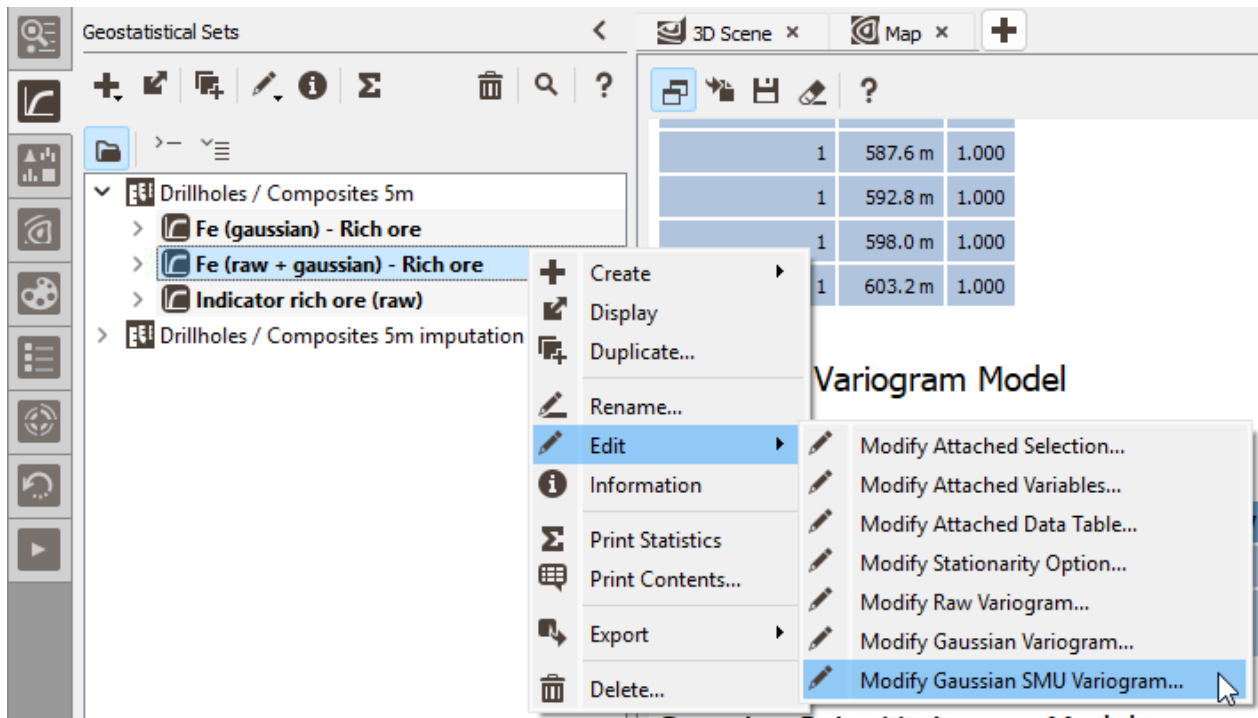 Geostatistical Sets
3D Scene
Map
Drillholes / Composites 5m
Fe (gaussian) - Rich ore
Fe (raw + gaussian) - Rich ore
Indicator rich ore (raw)
Drillholes / Composites 5m imputation
1 587.6 m 1.000
1 592.8 m 1.000
1 598.0 m 1.000
1 603.2 m 1.000
Variogram Model
Create
Display
Duplicate...
Rename...
Edit
Information
Print Statistics
Print Contents...
Export
Delete...
Modify Attached Selection...
Modify Attached Variables...
Modify Attached Data Table...
Modify Stationarity Option...
Modify Raw Variogram...
Modify Gaussian Variogram...
Modify Gaussian SMU Variogram...